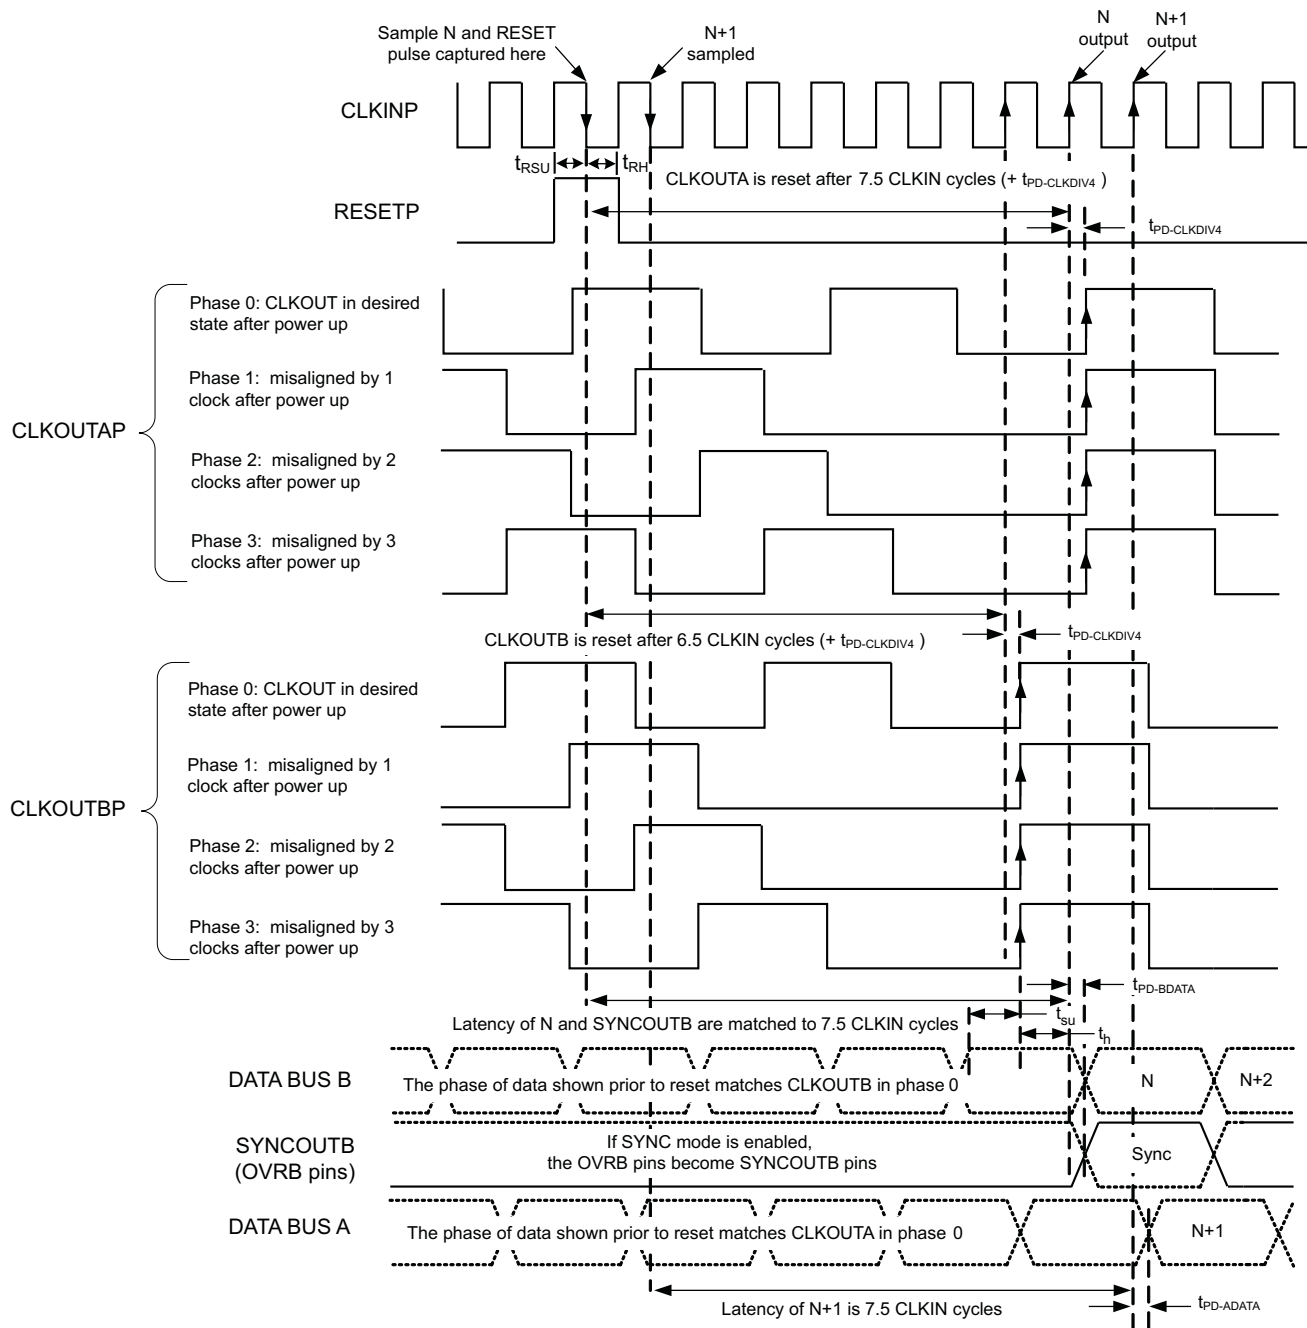 Sample N and RESET
pulse captured here
N+1
sampled
N
output
N+1
output
CLKINP
tRSU
tRH
CLKOUTA is reset after 7.5 CLKIN cycles (+ tPD-CLKDIV4 )
RESETP
tPD-CLKDIV4
Phase 0: CLKOUT in desired
state after power up
Phase 1: misaligned by 1
clock after power up
CLKOUTAP
Phase 2: misaligned by 2
clocks after power up
Phase 3: misaligned by 3
clocks after power up
CLKOUTB is reset after 6.5 CLKIN cycles (+ tPD-CLKDIV4 )
tPD-CLKDIV4
Phase 0: CLKOUT in desired
state after power up
Phase 1: misaligned by 1
clock after power up
CLKOUTBP
Phase 2: misaligned by 2
clocks after power up
Phase 3: misaligned by 3
clocks after power up
tPD-BDATA
Latency of N and SYNCOUTB are matched to 7.5 CLKIN cycles
tsu
th
DATA BUS B
The phase of data shown prior to reset matches CLKOUTB in phase 0
N
N+2
SYNCOUTB
(OVRB pins)
If SYNC mode is enabled,
the OVRB pins become SYNCOUTB pins
Sync
DATA BUS A
The phase of data shown prior to reset matches CLKOUTA in phase 0
N+1
Latency of N+1 is 7.5 CLKIN cycles
tPD-ADATA